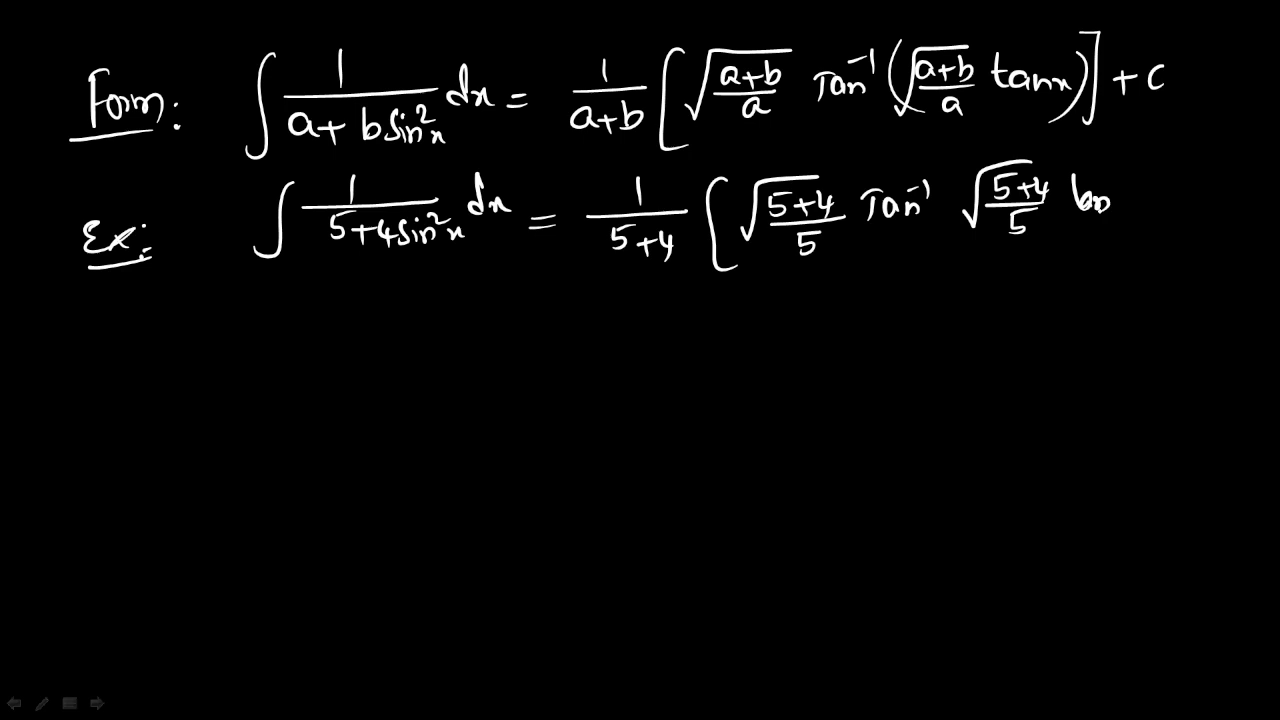 Form: ∫ 1/(a+bsin²x) dx = 1/(a+b) [√((a+b)/a) Tan⁻¹(√((a+b)/a) tanx)] + c
Ex: ∫ 1/(5+4sin²x) dx = 1/(5+4) [√((5+4)/5) Tan⁻¹ √((5+4)/5)